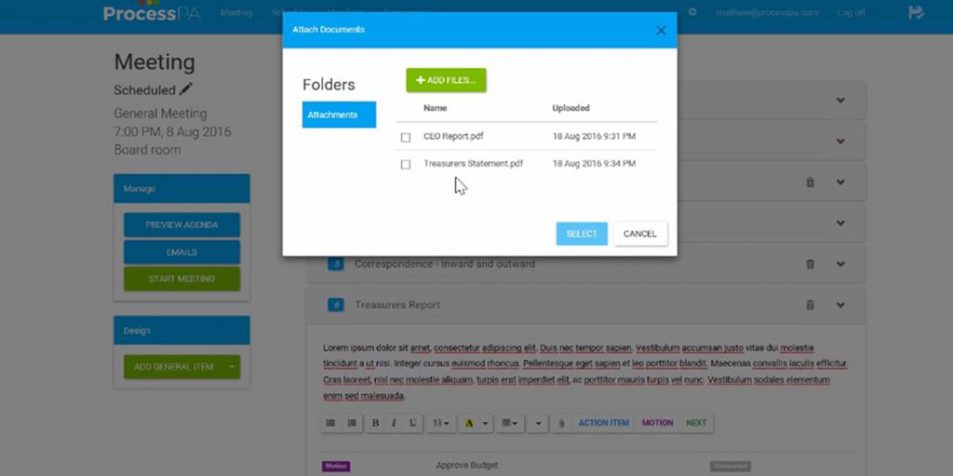 ProcessPA
Meeting
matthew@processpa.com
Log off
Attach Documents
Folders
Attachments
ADD FILES...
Name Uploaded
CEO Report.pdf 18 Aug 2016 9:31 PM
Treasurers Statement.pdf 18 Aug 2016 9:34 PM
SELECT CANCEL
Meeting
Scheduled
General Meeting
7:00 PM, 8 Aug 2016
Board room
Manage
PREVIEW AGENDA
EMAILS
START MEETING
Design
ADD GENERAL ITEM
5 Correspondence - Inward and outward
6 Treasurers Report
Lorem ipsum dolor sit amet, consectetur adipiscing elit. Duis nec tempor sapien. Vestibulum accumsan justo vitae dui molestie
tincidunt a ut nisi. Integer cursus euismod rhoncus. Pellentesque eget sapien et leo porttitor blandit. Maecenas convallis iaculis efficitur.
Cras laoreet, nisl nec molestie aliquam, turpis erat imperdiet elit, ac porttitor mauris turpis vel nunc. Vestibulum sodales elementum
enim sed malesuada.
B I U 13 A ACTION ITEM MOTION NEXT
Motion Approve Budget